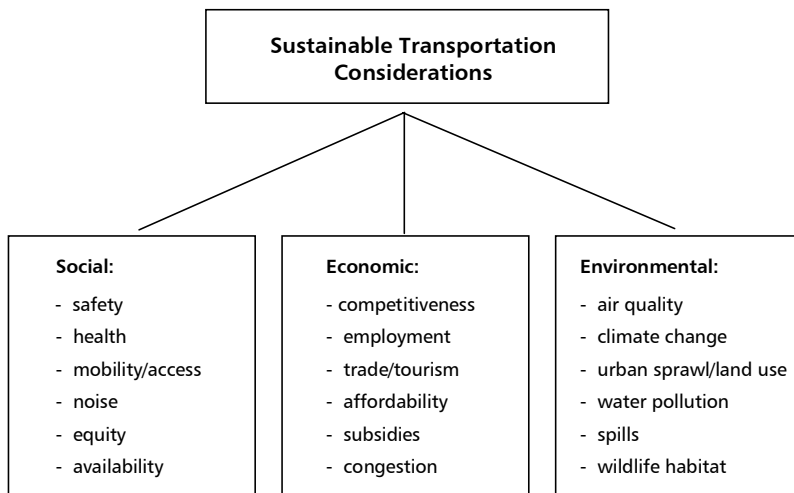 Sustainable Transportation
Considerations
Social:
- safety
- health
- mobility/access
- noise
- equity
- availability
Economic:
- competitiveness
- employment
- trade/tourism
- affordability
- subsidies
- congestion
Environmental:
- air quality
- climate change
- urban sprawl/land use
- water pollution
- spills
- wildlife habitat